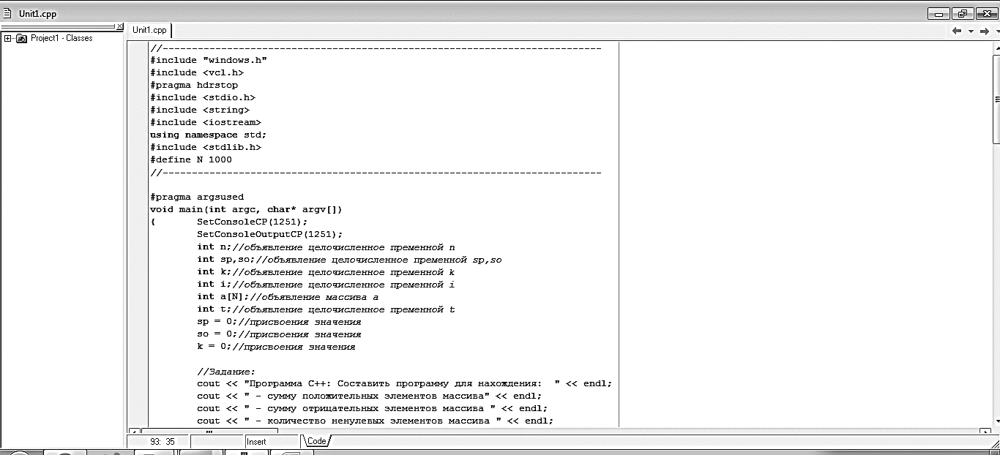 Unit1.cpp
Project1 - Classes
Unit1.cpp
//---------------------------------------------------------------------------
#include "windows.h"
#include <vcl.h>
#pragma hdrstop
#include <stdio.h>
#include <string>
#include <iostream>
using namespace std;
#include <stdlib.h>
#define N 1000
//---------------------------------------------------------------------------
#pragma argsused
void main(int argc, char* argv[])
{ SetConsoleCP(1251);
SetConsoleOutputCP(1251);
int n;//объявление целочисленное пременной n
int sp,so;//объявление целочисленное пременной sp,so
int k;//объявление целочисленное пременной k
int i;//объявление целочисленное пременной i
int a[N];//объявление массива a
int t;//объявление целочисленное пременной t
sp = 0;//присвоения значения
so = 0;//присвоения значения
k = 0;//присвоения значения
//Задание:
cout << "Программа C++: Составить программу для нахождения:  " << endl;
cout << " - сумму положительных элементов массива" << endl;
cout << " - сумму отрицательных элементов массива " << endl;
cout << " - количество ненулевых элементов массива " << endl;
93: 35
Insert
Code